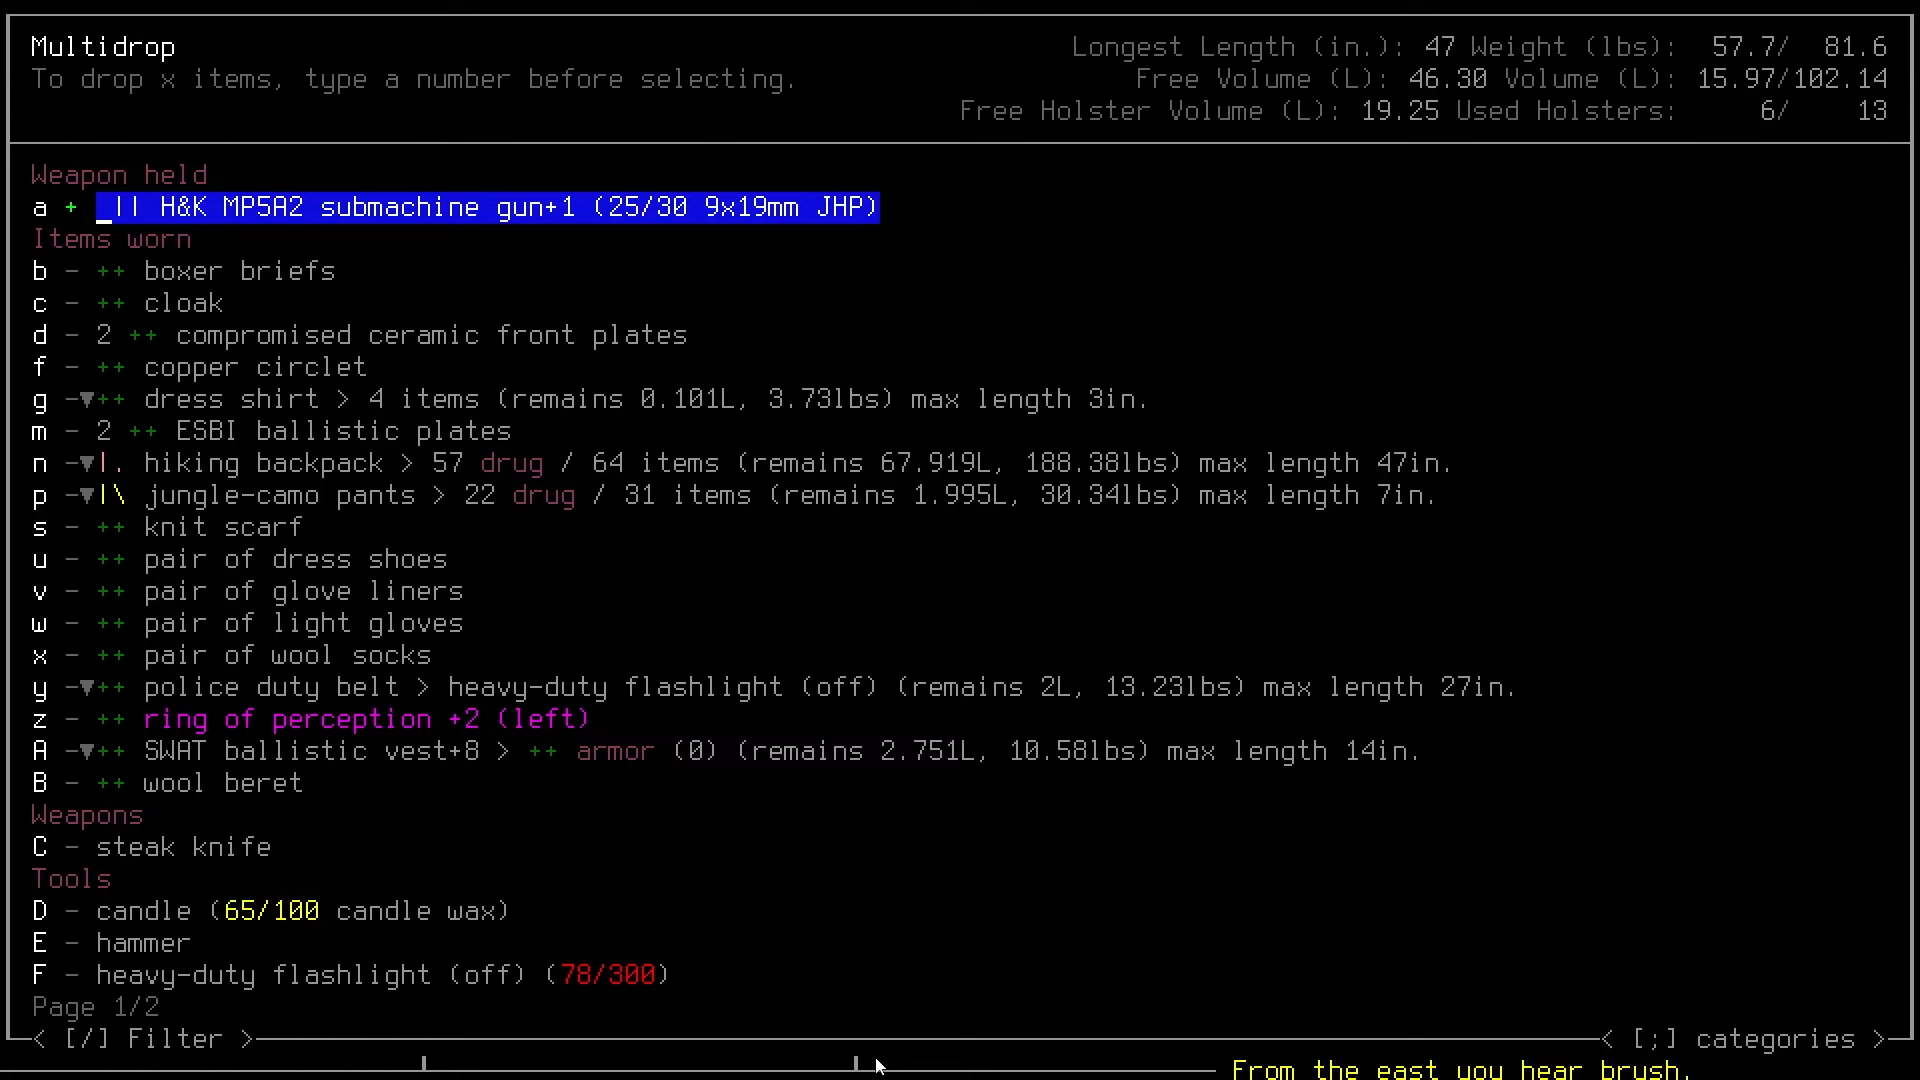 Multidrop Longest Length (in.): 47 Weight (lbs): 57.7/ 81.6
To drop x items, type a number before selecting. Free Volume (L): 46.30 Volume (L): 15.97/102.14
Free Holster Volume (L): 19.25 Used Holsters: 6/ 13
Weapon held
a + _|| H&K MP5A2 submachine gun+1 (25/30 9x19mm JHP)
Items worn
b - ++ boxer briefs
c - ++ cloak
d - 2 ++ compromised ceramic front plates
f - ++ copper circlet
g -▼++ dress shirt > 4 items (remains 0.101L, 3.73lbs) max length 3in.
m - 2 ++ ESBI ballistic plates
n -▼|. hiking backpack > 57 drug / 64 items (remains 67.919L, 188.38lbs) max length 47in.
p -▼|\ jungle-camo pants > 22 drug / 31 items (remains 1.995L, 30.34lbs) max length 7in.
s - ++ knit scarf
u - ++ pair of dress shoes
v - ++ pair of glove liners
w - ++ pair of light gloves
x - ++ pair of wool socks
y -▼++ police duty belt > heavy-duty flashlight (off) (remains 2L, 13.23lbs) max length 27in.
z - ++ ring of perception +2 (left)
A -▼++ SWAT ballistic vest+8 > ++ armor (0) (remains 2.751L, 10.58lbs) max length 14in.
B - ++ wool beret
Weapons
C - steak knife
Tools
D - candle (65/100 candle wax)
E - hammer
F - heavy-duty flashlight (off) (78/300)
Page 1/2
< [/] Filter > < [;] categories >
From the east you hear brush.